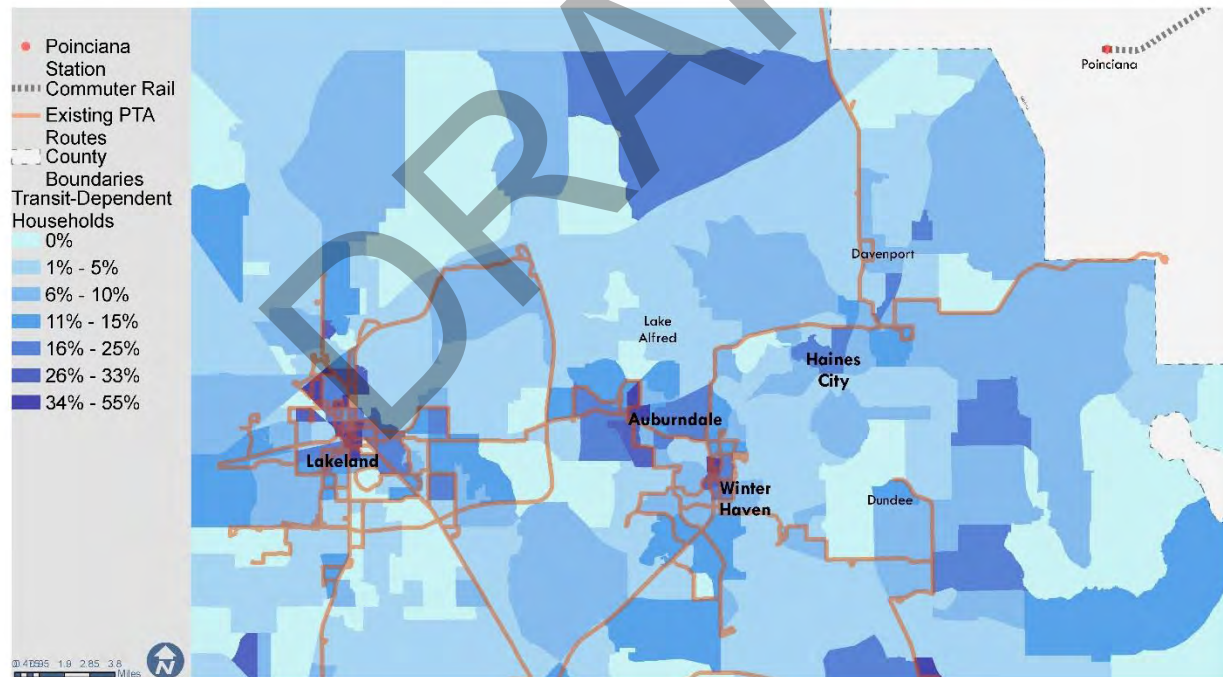 Poinciana
Station
Commuter Rail
Existing PTA
Routes
County
Boundaries
Transit-Dependent
Households
0%
1% - 5%
6% - 10%
11% - 15%
16% - 25%
26% - 33%
34% - 55%
1.9 2.85 3.8
Miles
N
DRAF
Poinciana
Davenport
Lake
Alfred
Haines
City
Auburndale
Lakeland
Winter
Haven
Dundee